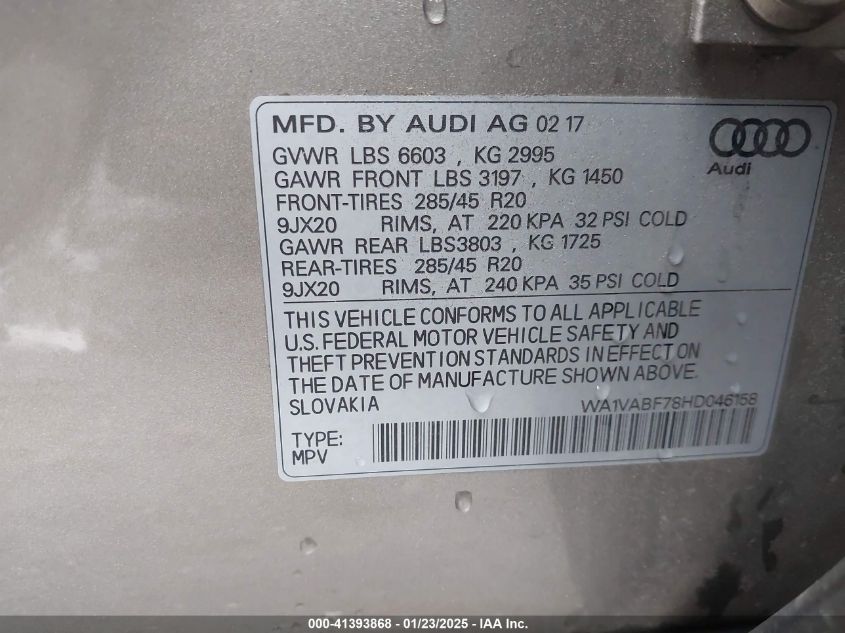 MFD. BY AUDI AG 02 17
GVWR LBS 6603 , KG 2995
GAWR FRONT LBS 3197 , KG 1450
FRONT-TIRES 285/45 R20
9JX20 RIMS, AT 220 KPA 32 PSI COLD
GAWR REAR LBS3803 , KG 1725
REAR-TIRES 285/45 R20
9JX20 RIMS, AT 240 KPA 35 PSI COLD
Audi
THIS VEHICLE CONFORMS TO ALL APPLICABLE
U.S. FEDERAL MOTOR VEHICLE SAFETY AND
THEFT PREVENTION STANDARDS IN EFFECT ON
THE DATE OF MANUFACTURE SHOWN ABOVE.
SLOVAKIA WA1VABF78HD046158
TYPE:
MPV
000-41393868 - 01/23/2025 - IAA Inc.